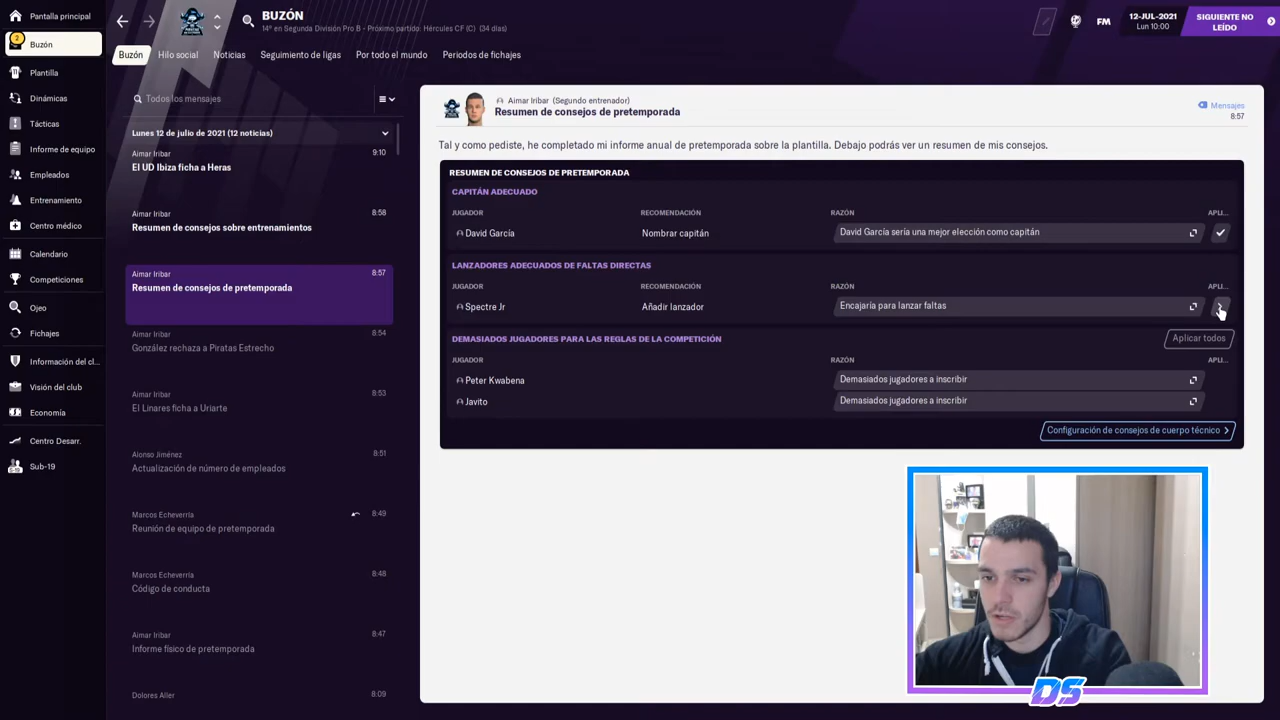 Pantalla principal
2
Buzón
Plantilla
Dinámicas
Tácticas
Informe de equipo
Empleados
Entrenamiento
Centro médico
Calendario
Competiciones
Ojeo
Fichajes
Información del cl...
Visión del club
Economía
Centro Desarr.
Sub-19
BUZÓN
14º en Segunda División Pro B - Próximo partido: Hércules CF (C) (34 días)
FM
12-JUL-2021
Lun 10:00
SIGUIENTE NO LEÍDO
Buzón
Hilo social
Noticias
Seguimiento de ligas
Por todo el mundo
Periodos de fichajes
Todos los mensajes
Lunes 12 de julio de 2021 (12 noticias)
Aimar Iribar 9:10
El UD Ibiza ficha a Heras
Aimar Iribar 8:58
Resumen de consejos sobre entrenamientos
Aimar Iribar 8:57
Resumen de consejos de pretemporada
Aimar Iribar 8:54
González rechaza a Piratas Estrecho
Aimar Iribar 8:53
El Linares ficha a Uriarte
Alonso Jiménez 8:51
Actualización de número de empleados
Marcos Echeverría 8:49
Reunión de equipo de pretemporada
Marcos Echeverría 8:48
Código de conducta
Aimar Iribar 8:47
Informe físico de pretemporada
Dolores Aller 8:09
Aimar Iribar (Segundo entrenador)
Resumen de consejos de pretemporada
Mensajes
8:57
Tal y como pediste, he completado mi informe anual de pretemporada sobre la plantilla. Debajo podrás ver un resumen de mis consejos.
RESUMEN DE CONSEJOS DE PRETEMPORADA
CAPITÁN ADECUADO
JUGADOR RECOMENDACIÓN RAZÓN APLI...
David García Nombrar capitán David García sería una mejor elección como capitán
LANZADORES ADECUADOS DE FALTAS DIRECTAS
JUGADOR RECOMENDACIÓN RAZÓN APLI...
Spectre Jr Añadir lanzador Encajaría para lanzar faltas
DEMASIADOS JUGADORES PARA LAS REGLAS DE LA COMPETICIÓN Aplicar todos
JUGADOR RAZÓN APLI...
Peter Kwabena Demasiados jugadores a inscribir
Javito Demasiados jugadores a inscribir
Configuración de consejos de cuerpo técnico
DS